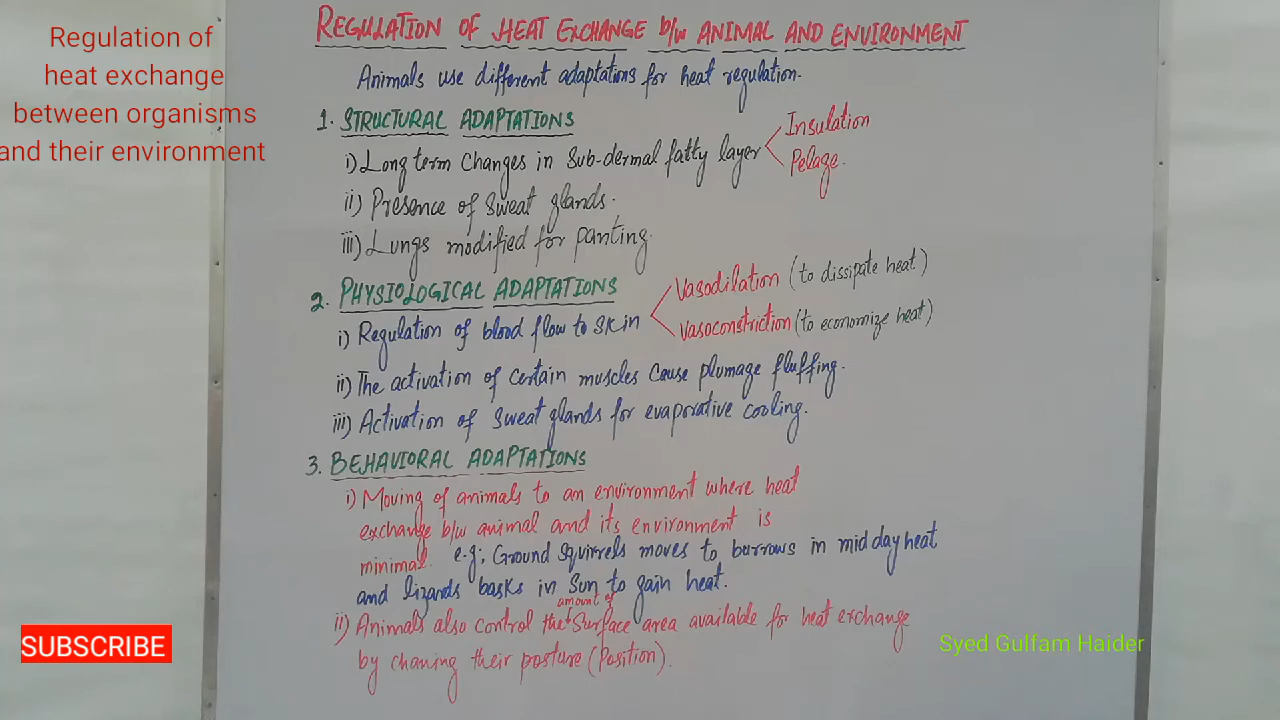 Regulation of
heat exchange
between organisms
and their environment
REGULATION OF HEAT EXCHANGE b/w ANIMAL AND ENVIRONMENT
Animals use different adaptations for heat regulation.
1. STRUCTURAL ADAPTATIONS
i) Long term changes in Sub-dermal fatty layer
Insulation
Pelage.
ii) Presence of Sweat glands.
iii) Lungs modified for panting.
2. PHYSIOLOGICAL ADAPTATIONS
i) Regulation of blood flow to Skin
Vasodilation (to dissipate heat)
Vasoconstriction (to economize heat)
ii) The activation of certain muscles cause plumage fluffing.
iii) Activation of Sweat glands for evaporative cooling.
3. BEHAVIORAL ADAPTATIONS
i) Moving of animals to an environment where heat
exchange b/w animal and its environment is
minimal. e.g; Ground Squirrels moves to burrows in mid day heat
and lizards basks in Sun to gain heat.
amount of
ii) Animals also control the Surface area available for heat exchange
by chaning their posture (Position).
SUBSCRIBE
Syed Gulfam Haider